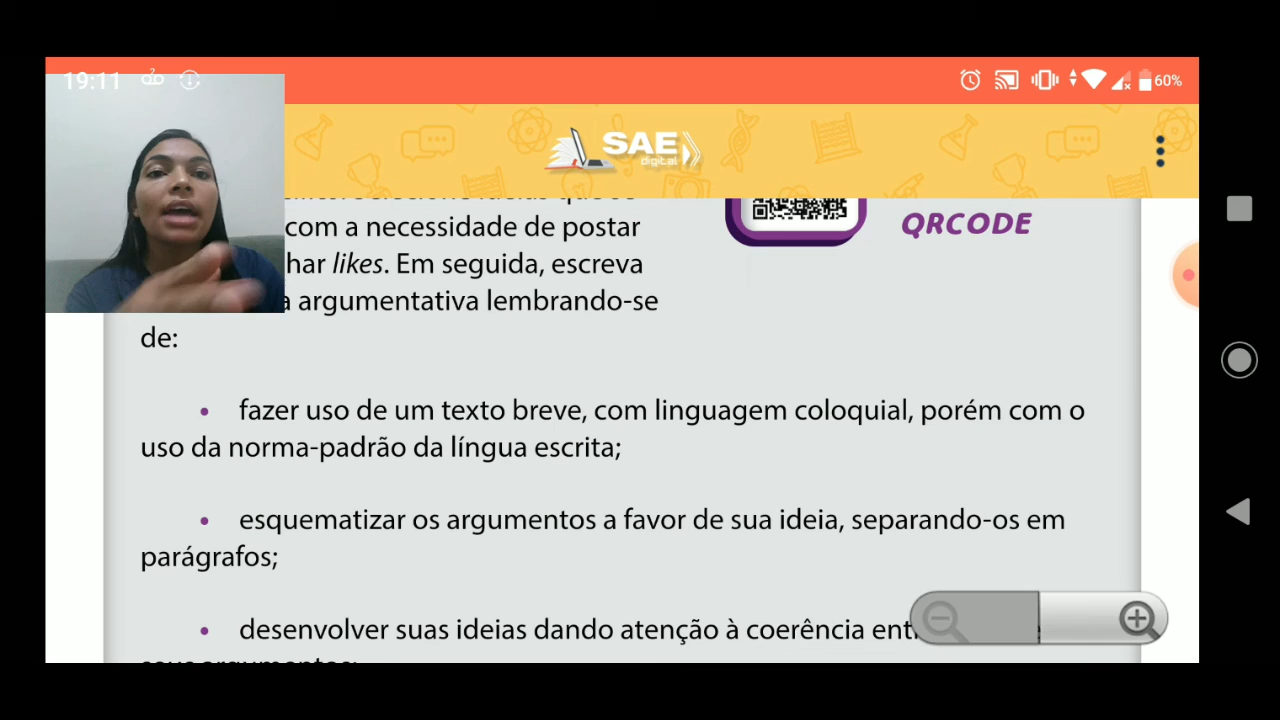 19:11
60%
SAE
digital
QRCODE
com a necessidade de postar
har likes. Em seguida, escreva
argumentativa lembrando-se
de:
• fazer uso de um texto breve, com linguagem coloquial, porém com o
uso da norma-padrão da língua escrita;
• esquematizar os argumentos a favor de sua ideia, separando-os em
parágrafos;
• desenvolver suas ideias dando atenção à coerência